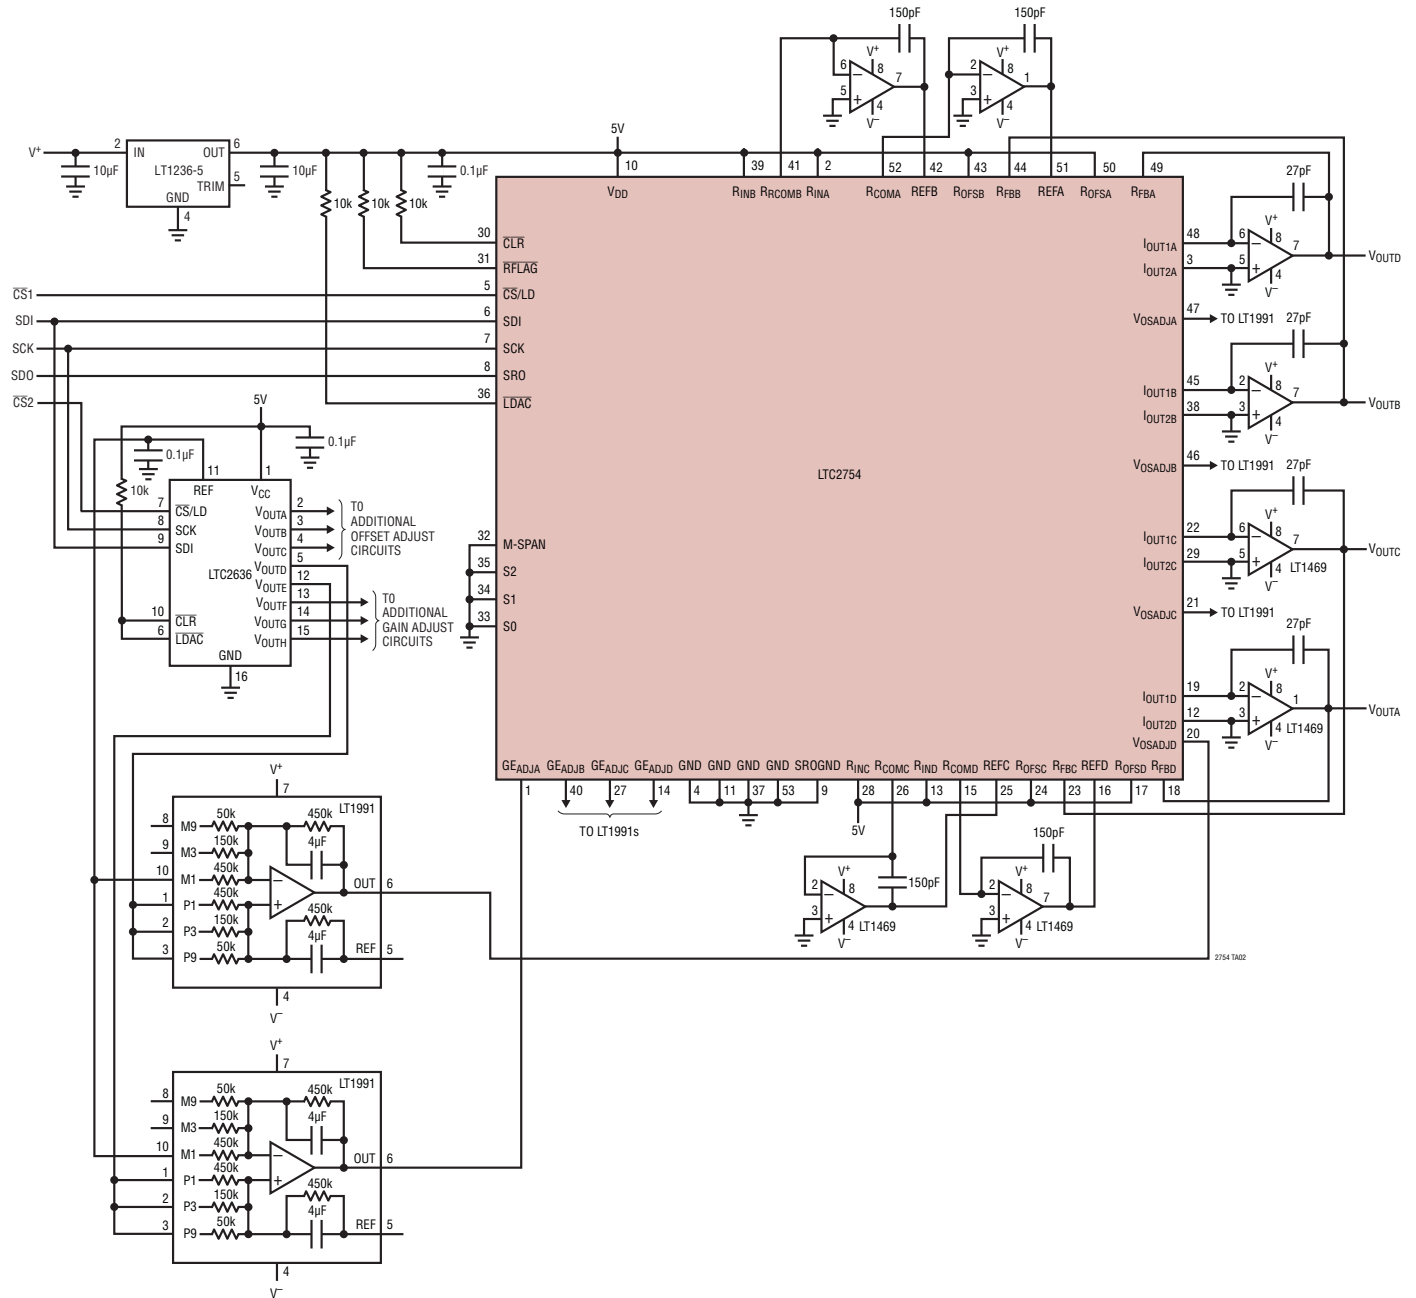 150pF
150pF
V+
6
8
7
5
4
V−
V+
2
8
1
3
4
V−
5V
V+
2
IN
OUT
6
LT1236-5
TRIM
5
GND
4
10µF
10µF
0.1µF
10k
10k
10k
10
39
41
2
52
42
43
44
51
50
49
VDD
RINB
RRCOMB
RINA
RCOMA
REFB
ROFSB
RFBB
REFA
ROFSA
RFBA
30
CLR
31
RFLAG
CS1
5
CS/LD
SDI
6
SDI
SCK
7
SCK
SDO
8
SRO
CS2
36
LDAC
LTC2754
32
M-SPAN
35
S2
34
S1
33
S0
27pF
IOUT1A
48
6
V+
8
7
VOUTD
IOUT2A
3
5
4
V−
VOSADJA
47
TO LT1991
27pF
IOUT1B
45
2
V+
8
7
VOUTB
IOUT2B
38
3
4
V−
VOSADJB
46
TO LT1991
27pF
IOUT1C
22
6
V+
8
7
VOUTC
IOUT2C
29
5
4
LT1469
V−
VOSADJC
21
TO LT1991
27pF
IOUT1D
19
2
V+
8
1
VOUTA
IOUT2D
12
3
4
LT1469
V−
VOSADJD
20
5V
0.1µF
0.1µF
10k
11
1
REF
VCC
7
CS/LD
8
SCK
9
SDI
LTC2636
10
CLR
6
LDAC
GND
16
VOUTA
2
VOUTB
3
VOUTC
4
VOUTD
5
VOUTE
12
VOUTF
13
VOUTG
14
VOUTH
15
TO
ADDITIONAL
OFFSET ADJUST
CIRCUITS
TO
ADDITIONAL
GAIN ADJUST
CIRCUITS
GEADJA
GEADJB
GEADJC
GEADJD
GND
GND
GND
GND
SROGND
RINC
RCOMC
RIND
RCOMD
REFC
ROFSC
RFBC
REFD
ROFSD
RFBD
1
40
27
14
4
11
37
53
9
28
26
13
15
25
24
23
16
17
18
TO LT1991s
5V
V+
2
8
3
4
LT1469
V−
150pF
150pF
V+
2
8
7
3
4
LT1469
V−
2754 TA02
V+
7
LT1991
8
M9
50k
450k
9
M3
150k
4µF
10
M1
450k
OUT
6
1
P1
450k
450k
2
P3
150k
4µF
3
P9
50k
REF
5
4
V−
V+
7
LT1991
8
M9
50k
450k
9
M3
150k
4µF
10
M1
450k
OUT
6
1
P1
450k
450k
2
P3
150k
4µF
3
P9
50k
REF
5
4
V−